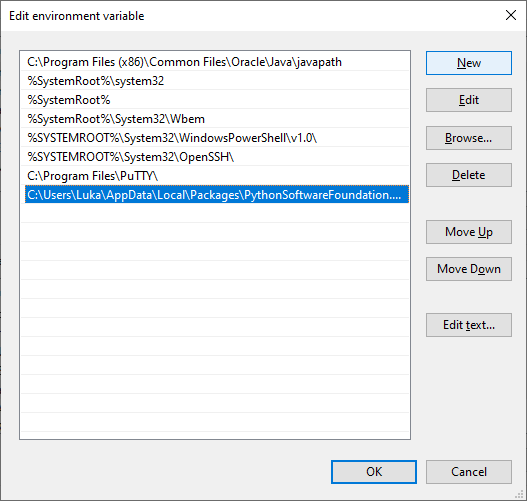 Edit environment variable
C:\Program Files (x86)\Common Files\Oracle\Java\javapath
%SystemRoot%\system32
%SystemRoot%
%SystemRoot%\System32\Wbem
%SYSTEMROOT%\System32\WindowsPowerShell\v1.0\
%SYSTEMROOT%\System32\OpenSSH\
C:\Program Files\PuTTY\
C:\Users\Luka\AppData\Local\Packages\PythonSoftwareFoundation....
New
Edit
Browse...
Delete
Move Up
Move Down
Edit text...
OK
Cancel